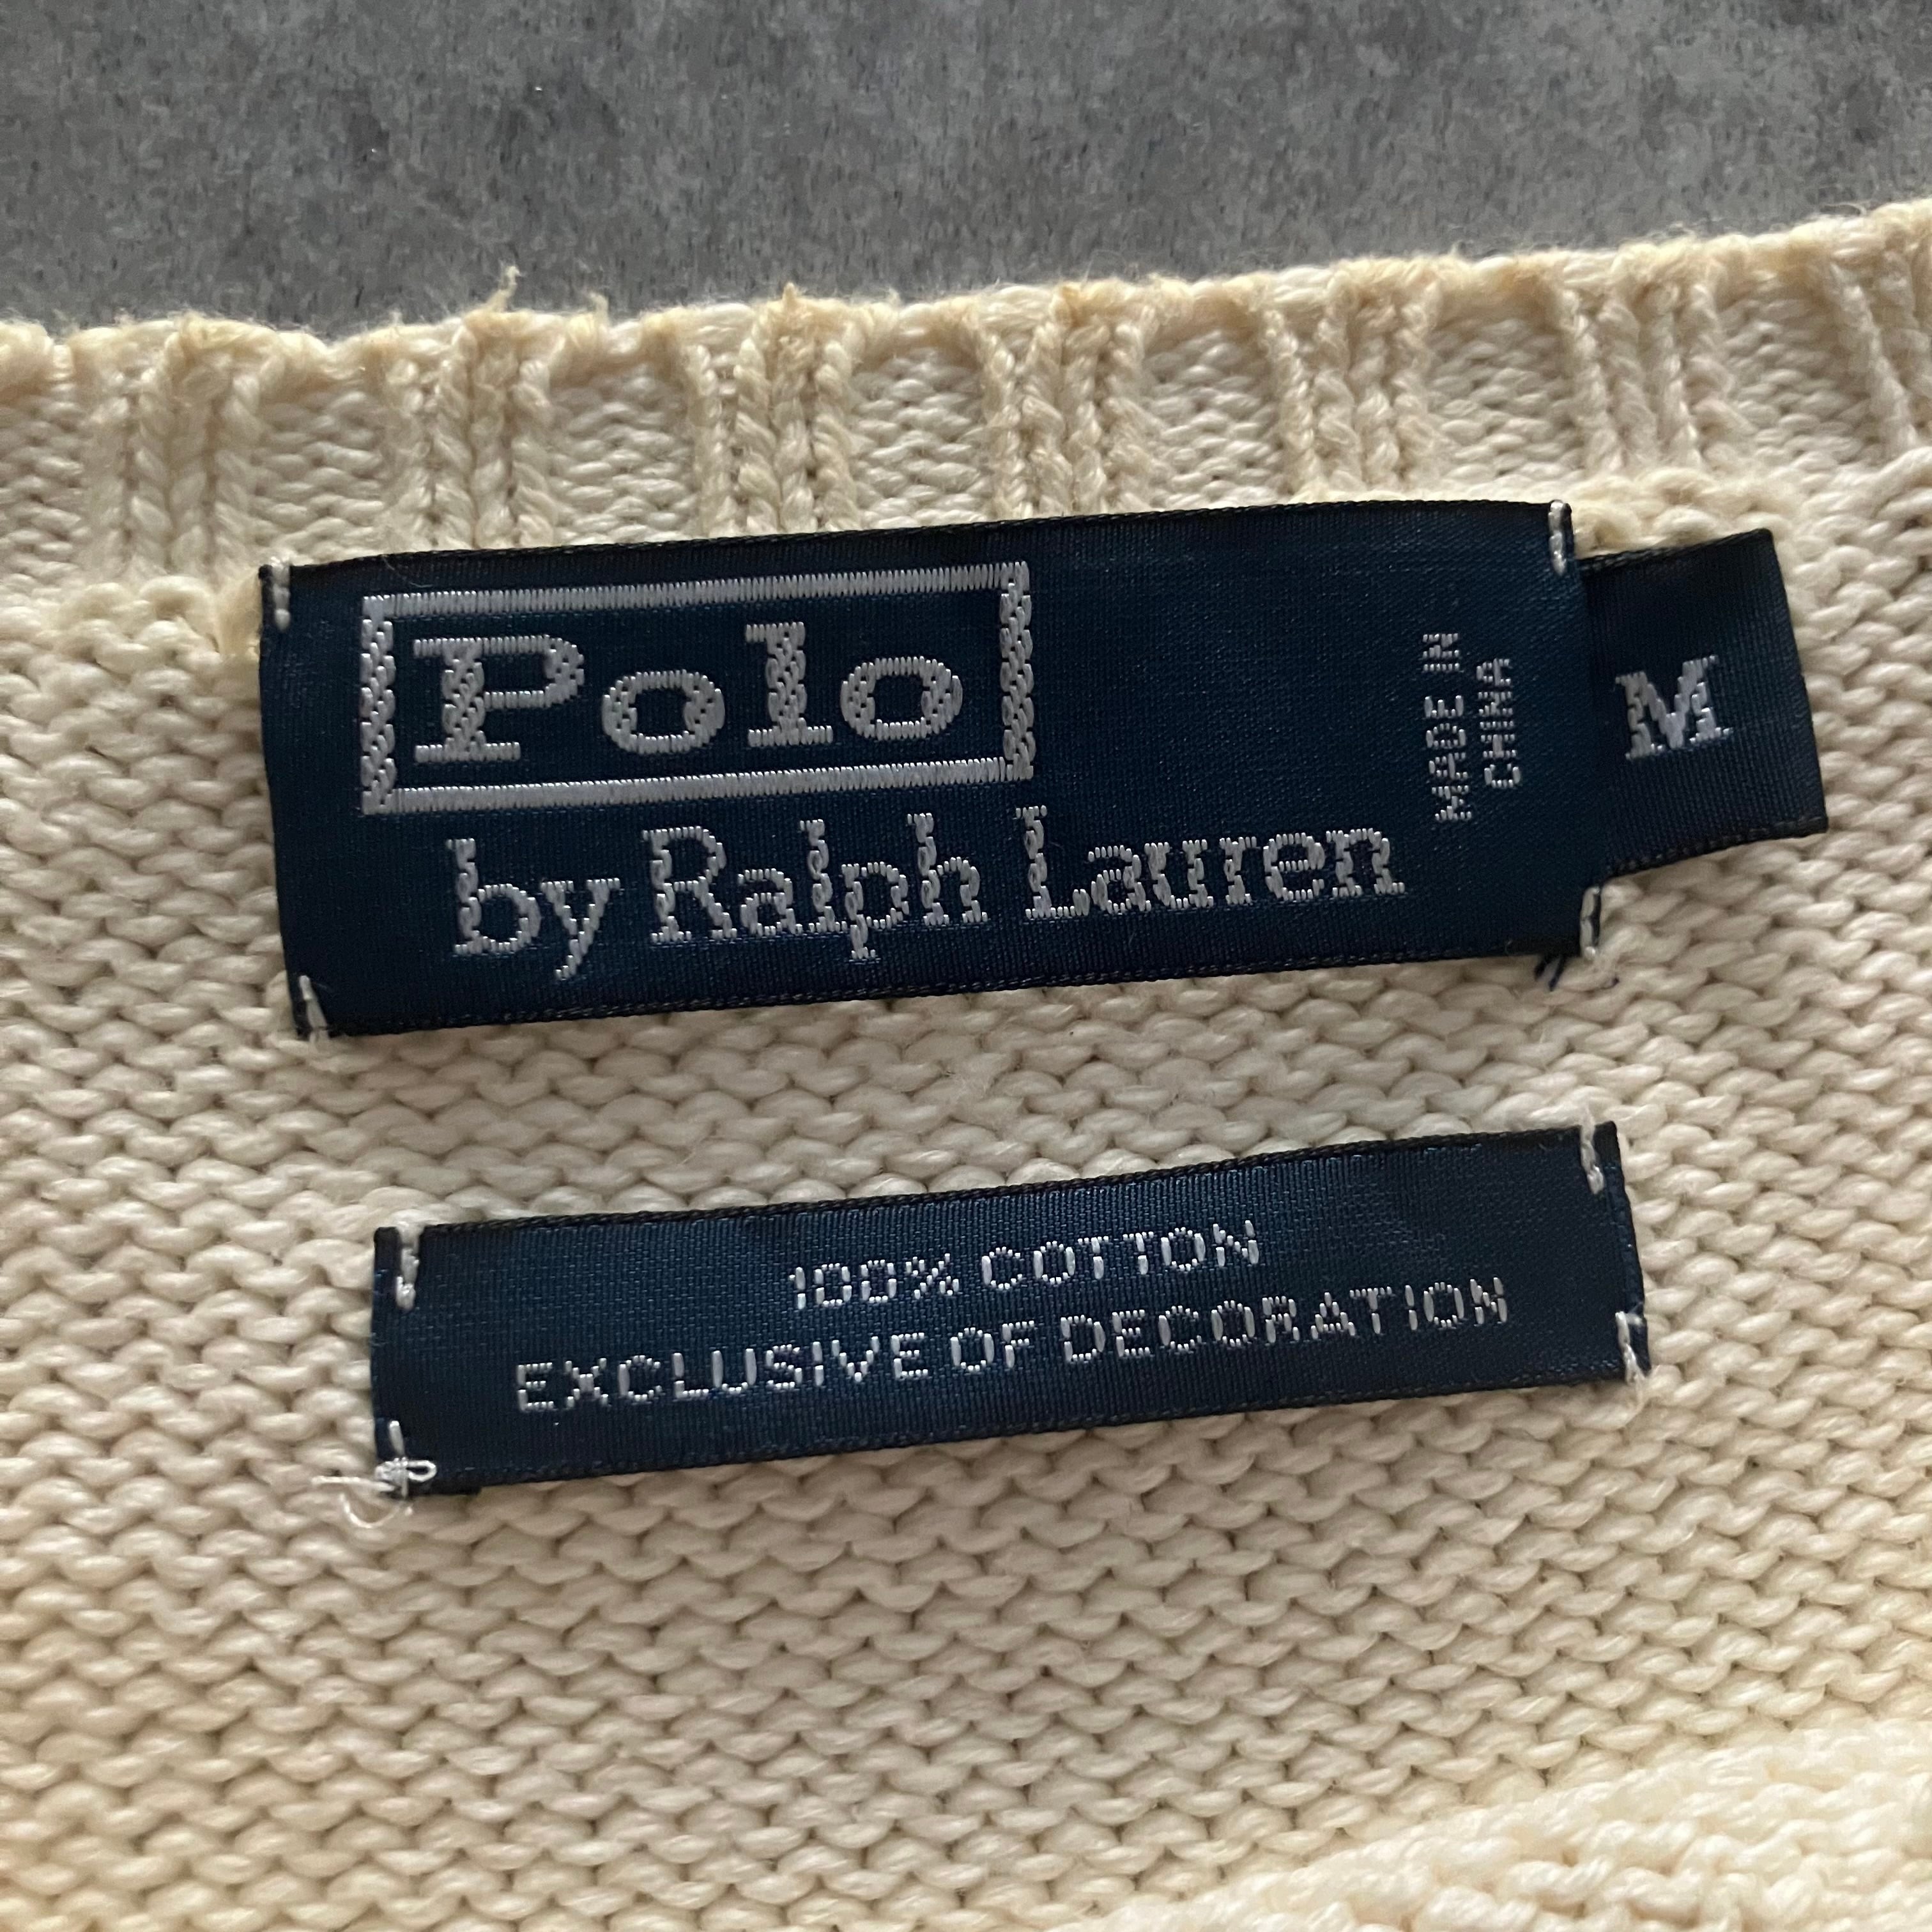 Polo
by Ralph Lauren
MADE IN
CHINA
M
100% COTTON
EXCLUSIVE OF DECORATION